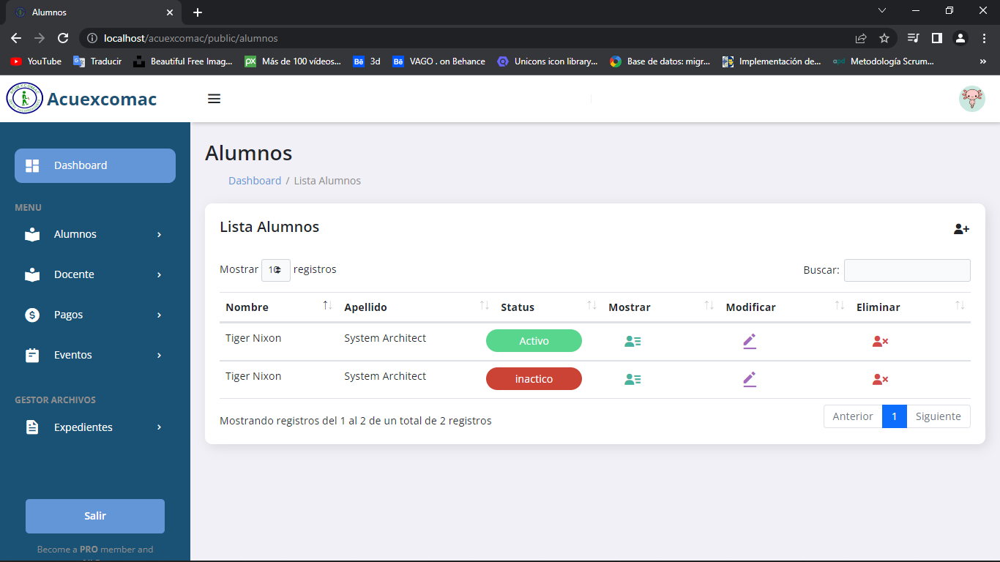 Alumnos
localhost/acuexcomac/public/alumnos
YouTube Traducir Beautiful Free Imag... Más de 100 vídeos... 3d VAGO . on Behance Unicons icon library... Base de datos: migr... Implementación de... Metodología Scrum... »
Acuexcomac
Dashboard
MENU
Alumnos
Docente
Pagos
Eventos
GESTOR ARCHIVOS
Expedientes
Salir
Become a PRO member and
Alumnos
Dashboard / Lista Alumnos
Lista Alumnos
Mostrar 10 registros Buscar:
Nombre Apellido Status Mostrar Modificar Eliminar
Tiger Nixon System Architect Activo
Tiger Nixon System Architect inactico
Mostrando registros del 1 al 2 de un total de 2 registros Anterior 1 Siguiente